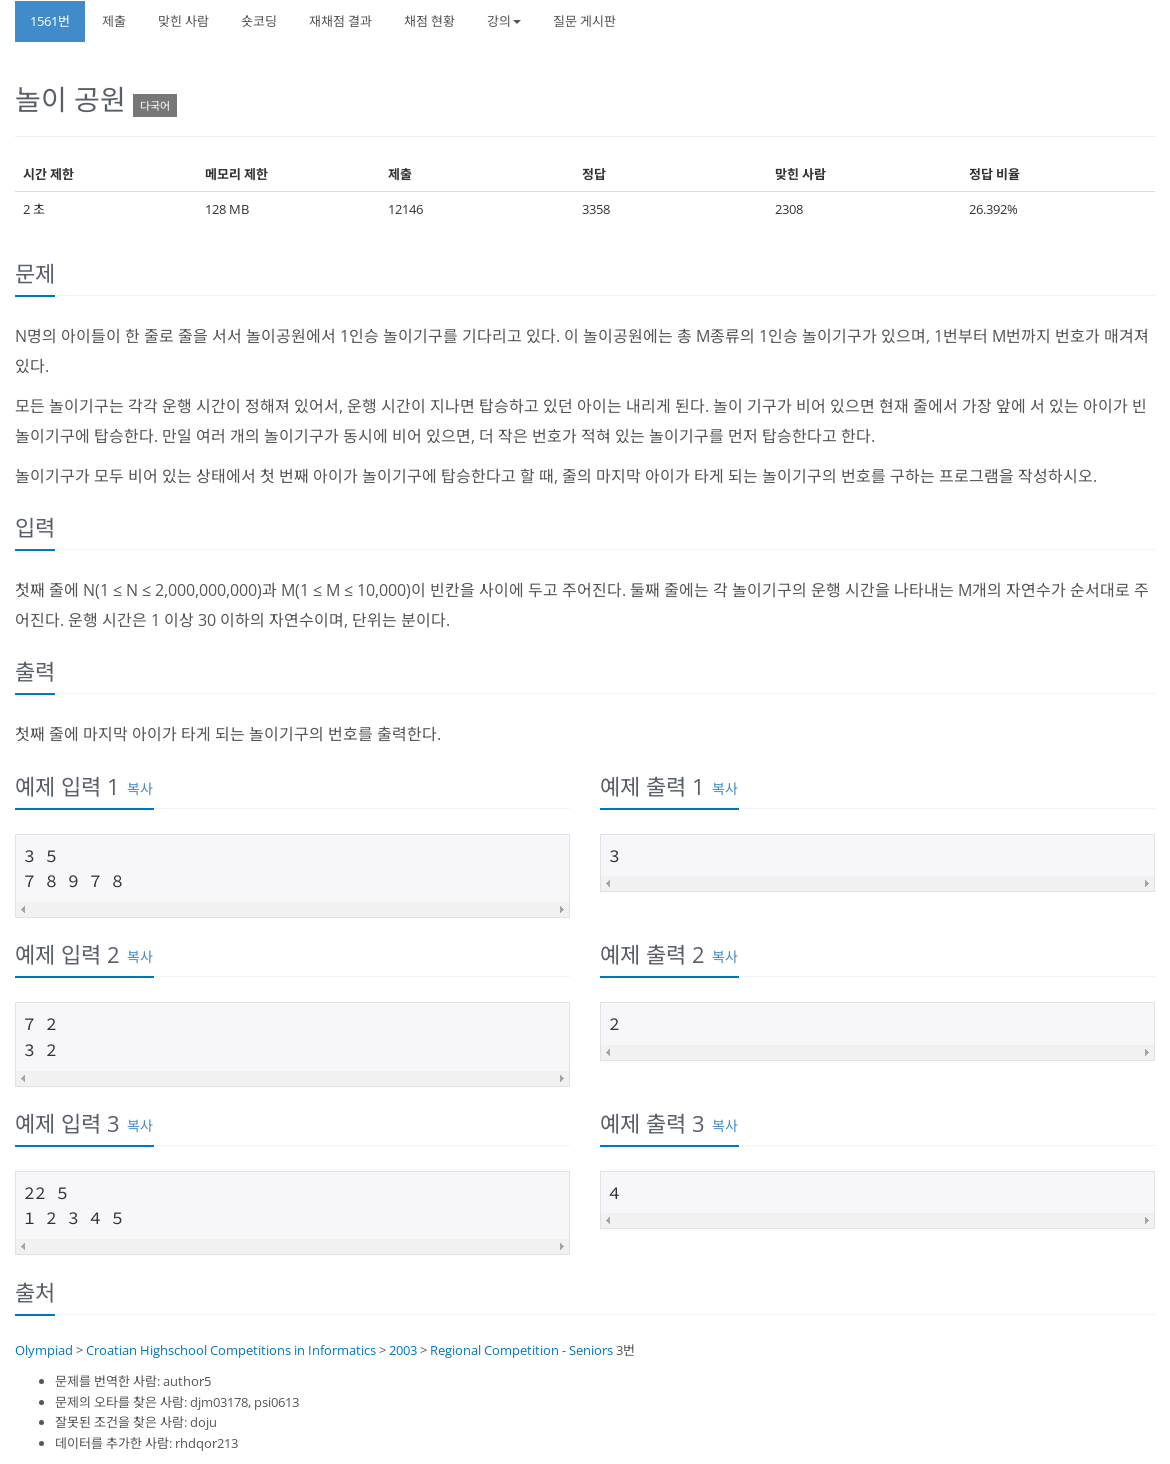 1561번 제출 맞힌 사람 숏코딩 재채점 결과 채점 현황 강의 질문 게시판
놀이 공원 다국어
시간 제한 메모리 제한 제출 정답 맞힌 사람 정답 비율
2 초 128 MB 12146 3358 2308 26.392%
문제
N명의 아이들이 한 줄로 줄을 서서 놀이공원에서 1인승 놀이기구를 기다리고 있다. 이 놀이공원에는 총 M종류의 1인승 놀이기구가 있으며, 1번부터 M번까지 번호가 매겨져
있다.
모든 놀이기구는 각각 운행 시간이 정해져 있어서, 운행 시간이 지나면 탑승하고 있던 아이는 내리게 된다. 놀이 기구가 비어 있으면 현재 줄에서 가장 앞에 서 있는 아이가 빈
놀이기구에 탑승한다. 만일 여러 개의 놀이기구가 동시에 비어 있으면, 더 작은 번호가 적혀 있는 놀이기구를 먼저 탑승한다고 한다.
놀이기구가 모두 비어 있는 상태에서 첫 번째 아이가 놀이기구에 탑승한다고 할 때, 줄의 마지막 아이가 타게 되는 놀이기구의 번호를 구하는 프로그램을 작성하시오.
입력
첫째 줄에 N(1 ≤ N ≤ 2,000,000,000)과 M(1 ≤ M ≤ 10,000)이 빈칸을 사이에 두고 주어진다. 둘째 줄에는 각 놀이기구의 운행 시간을 나타내는 M개의 자연수가 순서대로 주
어진다. 운행 시간은 1 이상 30 이하의 자연수이며, 단위는 분이다.
출력
첫째 줄에 마지막 아이가 타게 되는 놀이기구의 번호를 출력한다.
예제 입력 1 복사
3 5
7 8 9 7 8
예제 출력 1 복사
3
예제 입력 2 복사
7 2
3 2
예제 출력 2 복사
2
예제 입력 3 복사
22 5
1 2 3 4 5
예제 출력 3 복사
4
출처
Olympiad > Croatian Highschool Competitions in Informatics > 2003 > Regional Competition - Seniors 3번
• 문제를 번역한 사람: author5
• 문제의 오타를 찾은 사람: djm03178, psi0613
• 잘못된 조건을 찾은 사람: doju
• 데이터를 추가한 사람: rhdqor213